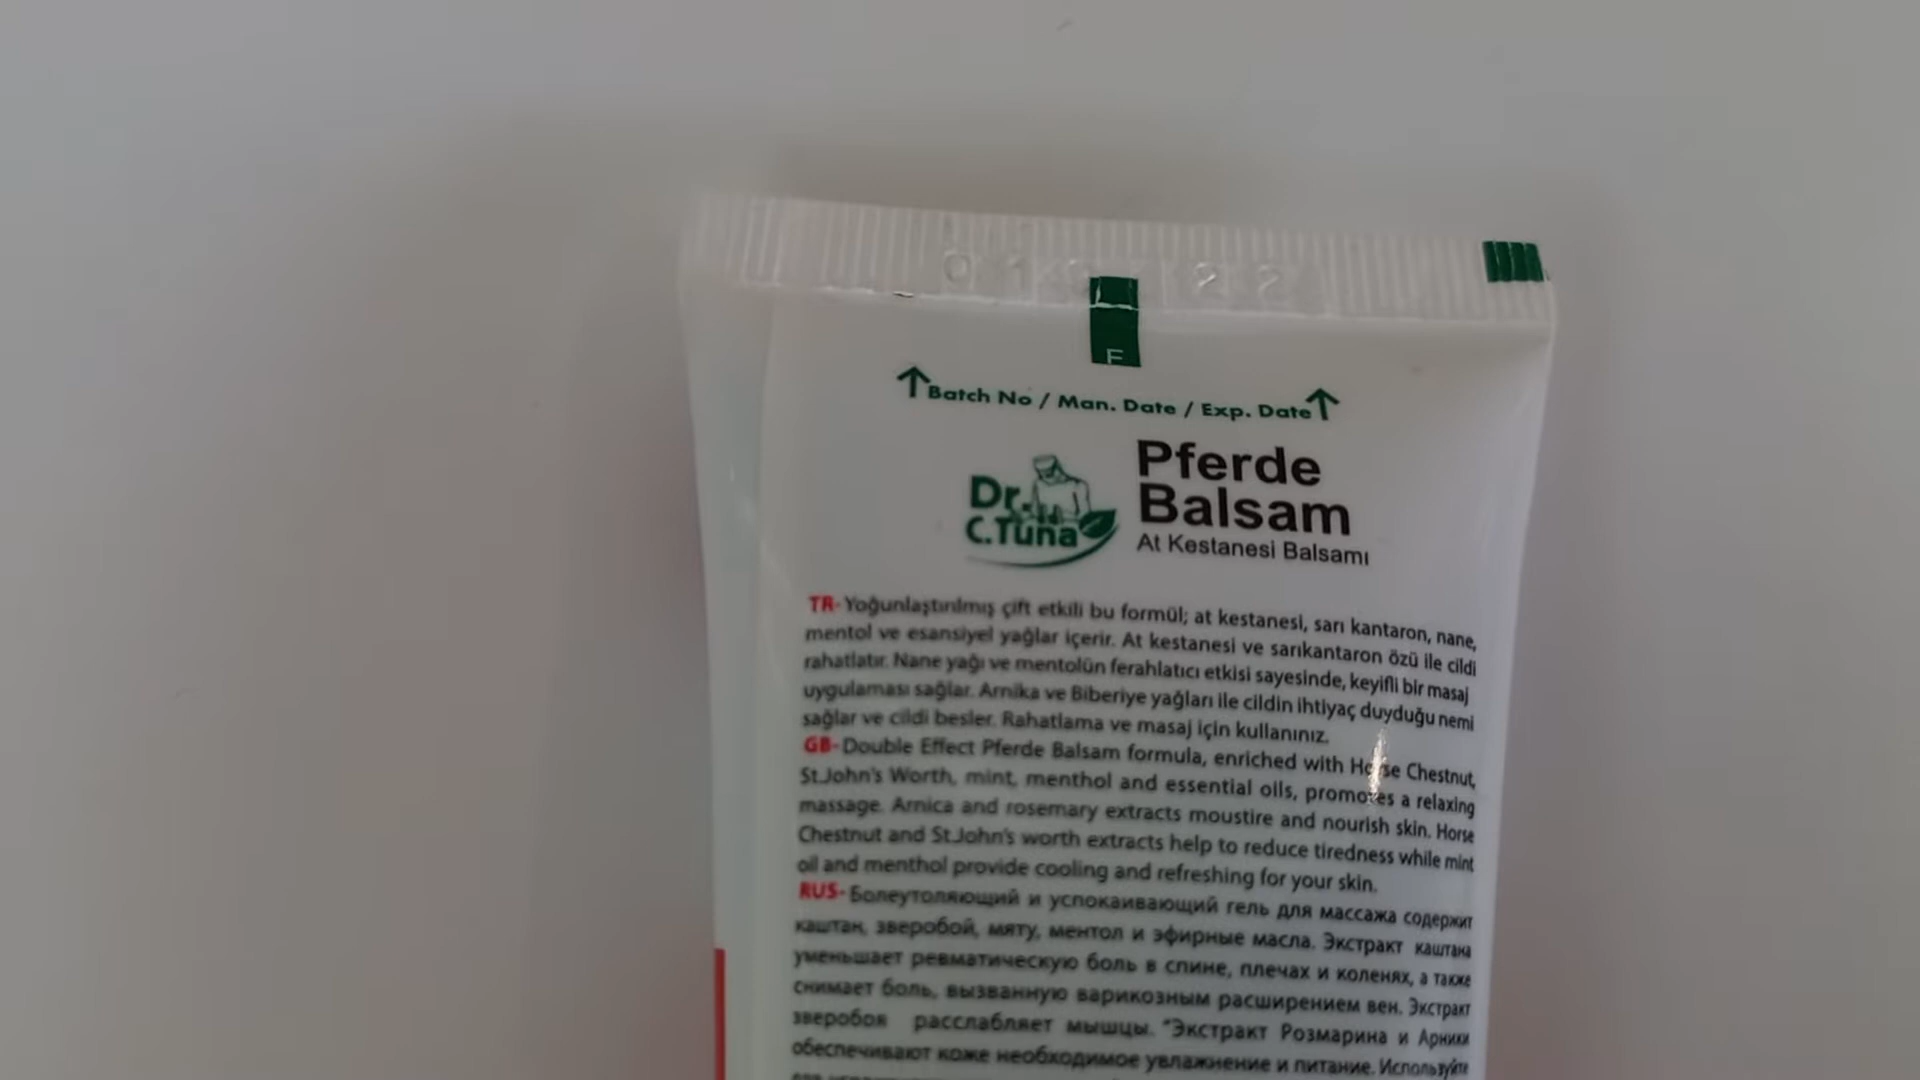 F
Batch No / Man. Date / Exp. Date
Dr.
C.Tuna
Pferde
Balsam
At Kestanesi Balsamı
TR- Yoğunlaştırılmış çift etkili bu formül; at kestanesi, sarı kantaron, nane,
mentol ve esansiyel yağlar içerir. At kestanesi ve sarıkantaron özü ile cildi
rahatlatır. Nane yağı ve mentolün ferahlatıcı etkisi sayesinde, keyifli bir masaj
uygulaması sağlar. Arnika ve Biberiye yağları ile cildin ihtiyaç duyduğu nemi
sağlar ve cildi besler. Rahatlama ve masaj için kullanınız.
GB- Double Effect Pferde Balsam formula, enriched with Horse Chestnut,
St.John's Worth, mint, menthol and essential oils, promotes a relaxing
massage. Arnica and rosemary extracts moustire and nourish skin. Horse
Chestnut and St.John's worth extracts help to reduce tiredness while mint
oil and menthol provide cooling and refreshing for your skin.
RUS- Болеутоляющий и успокаивающий гель для массажа содержит
каштан, зверобой, мяту, ментол и эфирные масла. Экстракт каштана
уменьшает ревматическую боль в спине, плечах и коленях, а также
снимает боль, вызванную варикозным расширением вен. Экстракт
зверобоя расслабляет мышцы. "Экстракт Розмарина и Арники
обеспечивают коже необходимое увлажнение и питание. Используйте